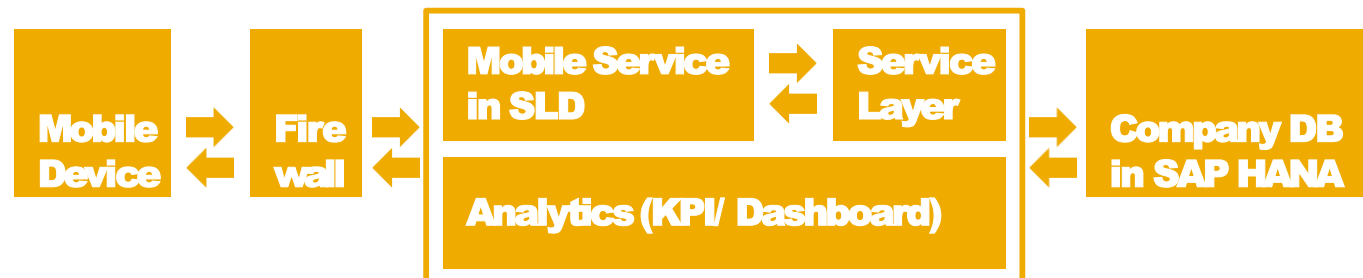 Mobile
Device
Fire
wall
Mobile Service
in SLD
Service
Layer
Analytics (KPI/ Dashboard)
Company DB
in SAP HANA